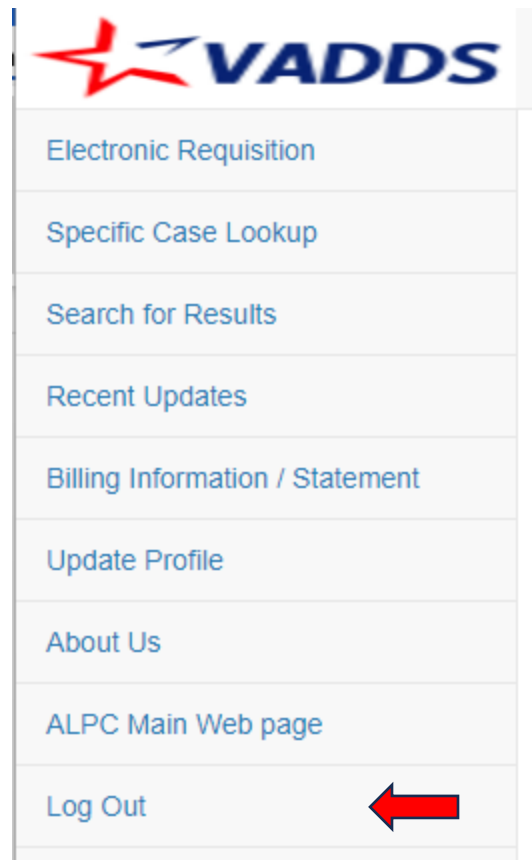 VADDS
Electronic Requisition
Specific Case Lookup
Search for Results
Recent Updates
Billing Information / Statement
Update Profile
About Us
ALPC Main Web page
Log Out